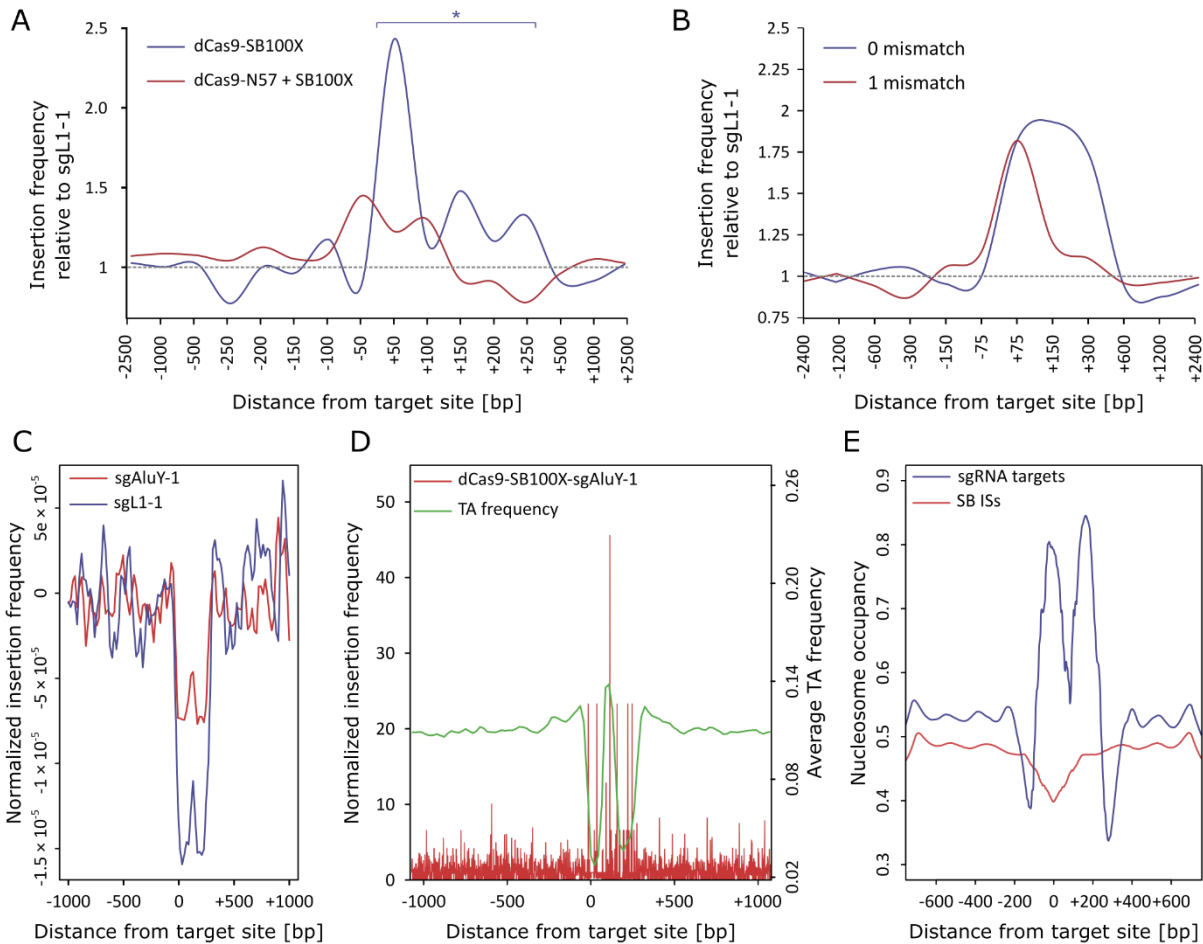 A
2.5
2.0
1.5
1
Insertion frequency
relative to sgL1-1
dCas9-SB100X
dCas9-N57 + SB100X
*
-2500
-1000
-500
-250
-200
-150
-100
-50
+50
+100
+150
+200
+250
+500
+1000
+2500
Distance from target site [bp]
B
2.5
2.25
2
1.75
1.5
1.25
1
0.75
Insertion frequency
relative to sgL1-1
0 mismatch
1 mismatch
-2400
-1200
-600
-300
-150
-75
+75
+150
+300
+600
+1200
+2400
Distance from target site [bp]
C
sgAluY-1
sgL1-1
Normalized insertion frequency
5e × 10⁻⁵
0
-5 × 10⁻⁵
-1 × 10⁻⁵
-1.5 × 10⁻⁵
-1000
-500
0
+500
+1000
Distance from target site [bp]
D
dCas9-SB100X-sgAluY-1
TA frequency
Normalized insertion frequency
50
40
30
20
10
0
Average TA frequency
0.26
0.20
0.14
0.08
0.02
-1000
-500
0
+500
+1000
Distance from target site [bp]
E
sgRNA targets
SB ISs
Nucleosome occupancy
0.9
0.8
0.7
0.6
0.5
0.4
0.3
-600
-400
-200
0
+200
+400
+600
Distance from target site [bp]